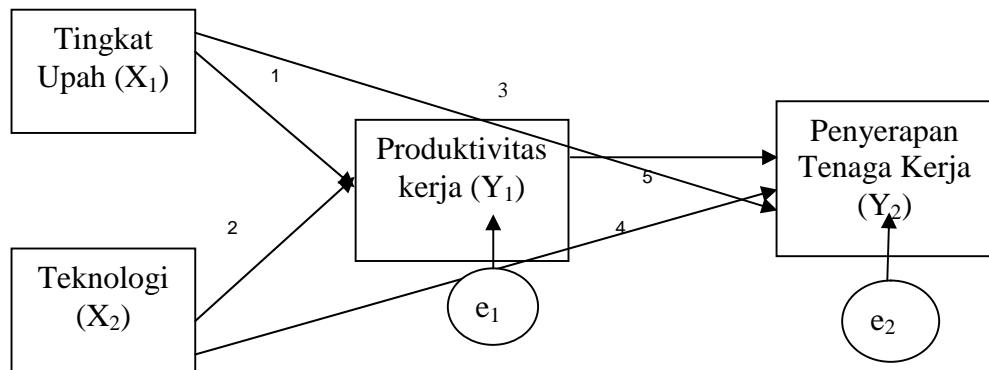 Tingkat
Upah (X₁)
1
3
Produktivitas
kerja (Y₁)
Penyerapan
Tenaga Kerja
(Y₂)
5
2
4
Teknologi
(X₂)
e₁
e₂